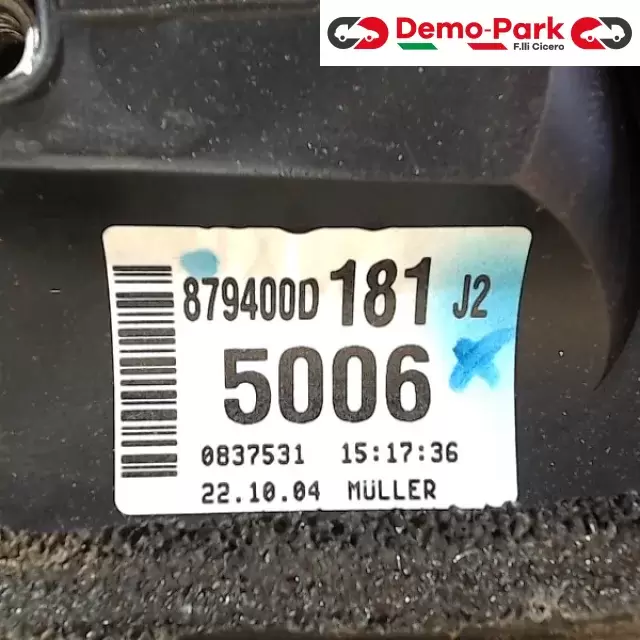 Demo-Park
F.lli Cicero
879400D 181 J2
5006
0837531 15:17:36
22.10.04 MÜLLER